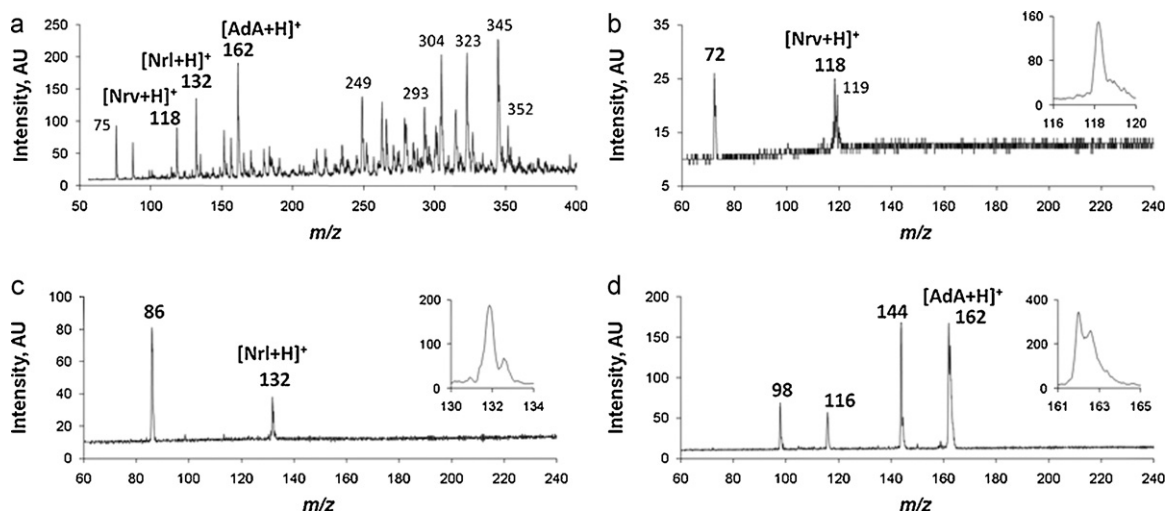 a
Intensity, AU
250
200
150
100
50
0
[AdA+H]⁺
162
[Nrl+H]⁺
132
[Nrv+H]⁺
118
75
249
293
304
323
345
352
50 100 150 200 250 300 350 400
m/z
b
Intensity, AU
35
25
15
5
72
[Nrv+H]⁺
118
119
160
80
0
116 118 120
60 80 100 120 140 160 180 200 220 240
m/z
c
Intensity, AU
100
80
60
40
20
0
86
[Nrl+H]⁺
132
200
100
0
130 132 134
60 80 100 120 140 160 180 200 220 240
m/z
d
Intensity, AU
200
150
100
50
0
98
116
144
[AdA+H]⁺
162
400
200
0
161 163 165
60 80 100 120 140 160 180 200 220 240
m/z